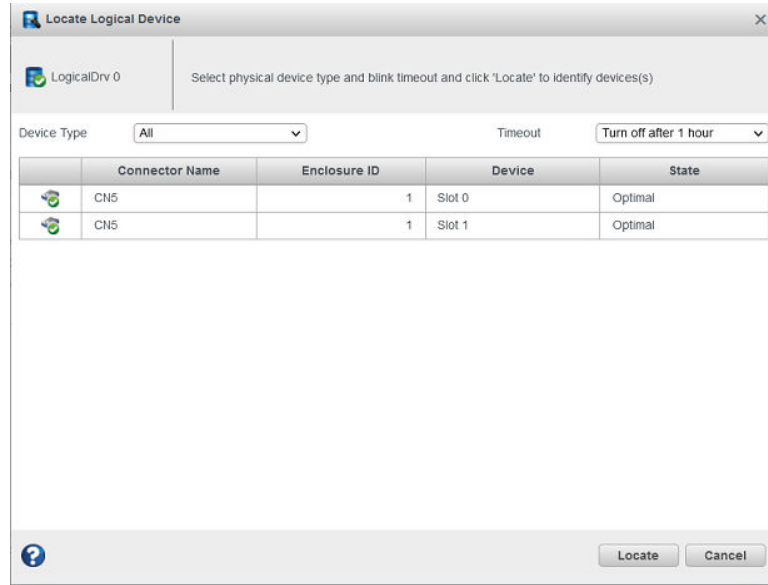 Locate Logical Device
LogicalDrv 0
Select physical device type and blink timeout and click 'Locate' to identify devices(s)
Device Type All Timeout Turn off after 1 hour
Connector Name Enclosure ID Device State
CN5 1 Slot 0 Optimal
CN5 1 Slot 1 Optimal
? Locate Cancel